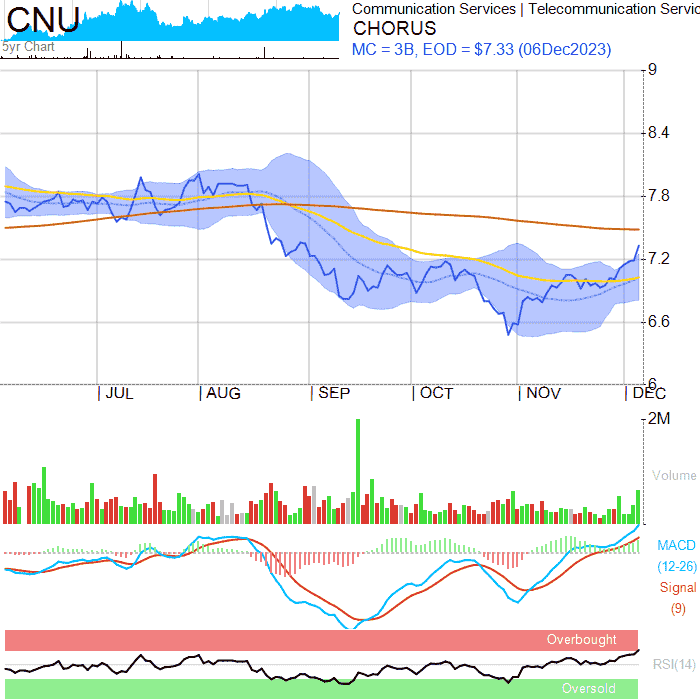 CNU
5yr Chart
Communication Services | Telecommunication Servic
CHORUS
MC = 3B, EOD = $7.33 (06Dec2023)
9
8.4
7.8
7.2
6.6
6
JUL
AUG
SEP
OCT
NOV
DEC
2M
Volume
MACD
(12-26)
Signal
(9)
Overbought
RSI(14)
Oversold